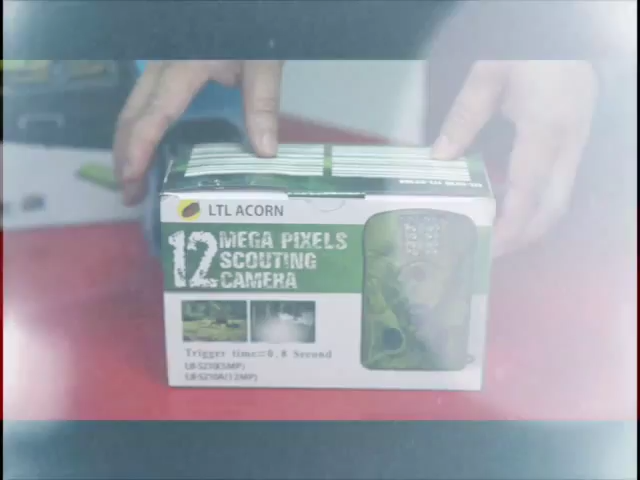 LTL ACORN
12 MEGA PIXELS
SCOUTING
CAMERA
Trigger time=0.8 Second